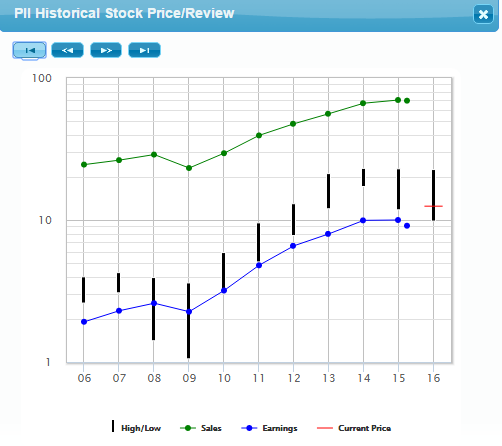 PII Historical Stock Price/Review
100
10
1
06 07 08 09 10 11 12 13 14 15 16
High/Low Sales Earnings Current Price